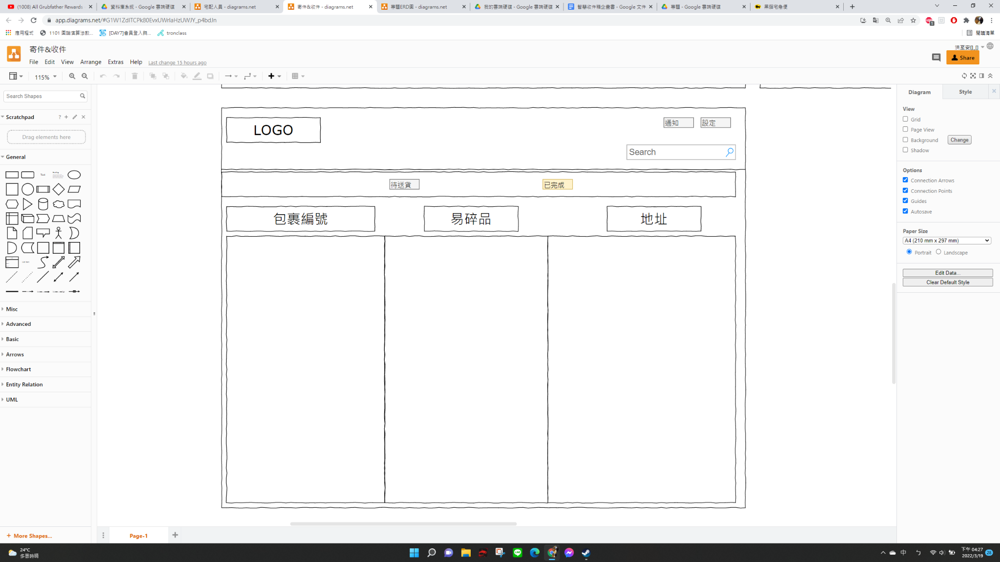 (1008) All Grubfather Rewards
資料庫系統 - Google 雲端硬碟
宅配人員 - diagrams.net
寄件&收件 - diagrams.net
專題ERD圖 - diagrams.net
我的雲端硬碟 - Google 雲端硬碟
智慧收件箱企畫書 - Google 文件
專題 - Google 雲端硬碟
黑貓宅急便
app.diagrams.net/#G1W1ZdITCPk80EvxUWrlaHzUWJY_p4bdJn
ABP
1
應用程式
1101 圖論演算法教...
[DAY7]會員登入與...
tronclass
閱讀清單
寄件&收件
洪至安[]_[]
File Edit View Arrange Extras Help Last change 15 hours ago
Share
115%
Search Shapes
Scratchpad
?
Drag elements here
General
Text
Heading
List Item
Misc
Advanced
Basic
Arrows
Flowchart
Entity Relation
UML
+ More Shapes...
LOGO
通知
設定
Search
待送貨
已完成
包裹編號
易碎品
地址
Page-1
Diagram
Style
View
Grid
Page View
Background
Change
Shadow
Options
Connection Arrows
Connection Points
Guides
Autosave
Paper Size
A4 (210 mm x 297 mm)
Portrait
Landscape
Edit Data...
Clear Default Style
24°C
多雲時晴
中
ㄅ
下午 04:27
2022/3/19
28